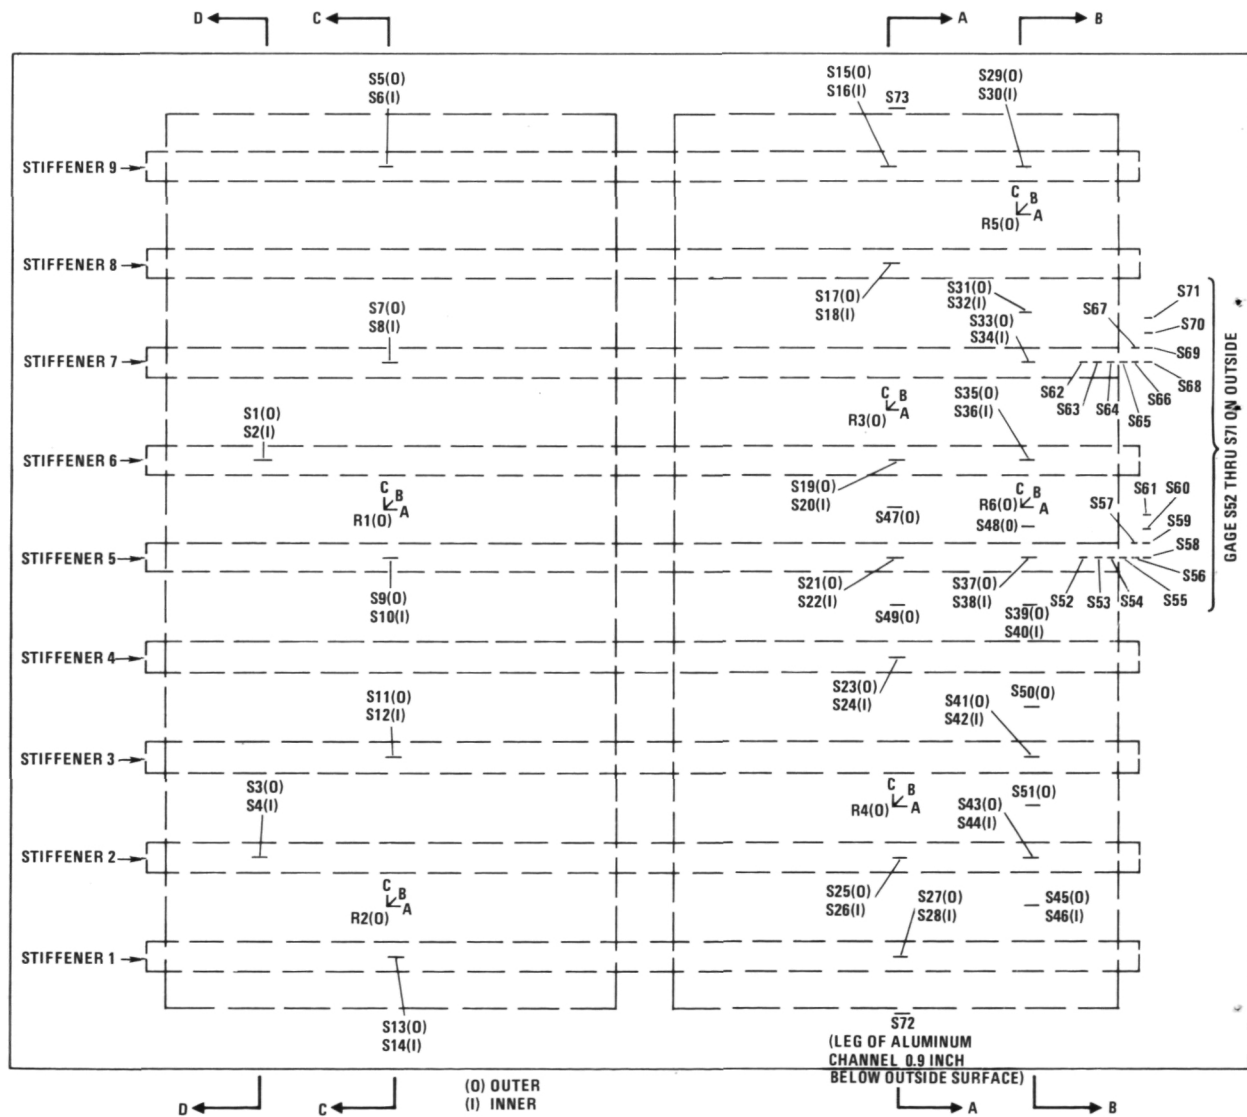 D C A B
S5(O)
S6(I)
S15(O)
S16(I)
S73
S29(O)
S30(I)
STIFFENER 9
C
B
A
R5(O)
STIFFENER 8
S17(O)
S18(I)
S31(O)
S32(I)
S33(O)
S34(I)
S67
S71
S70
S69
S68
S7(O)
S8(I)
STIFFENER 7
S62
S63
S64
S65
S66
GAGE S52 THRU S71 ON OUTSIDE
C
B
A
R3(O)
S35(O)
S36(I)
S1(O)
S2(I)
STIFFENER 6
S19(O)
S20(I)
C
B
A
R1(O)
S47(O)
C
B
A
R6(O)
S48(O)
S57
S61
S60
S59
S58
S56
STIFFENER 5
S9(O)
S10(I)
S21(O)
S22(I)
S37(O)
S38(I)
S52
S53
S54
S55
S49(O)
S39(O)
S40(I)
STIFFENER 4
S23(O)
S24(I)
S50(O)
S11(O)
S12(I)
S41(O)
S42(I)
STIFFENER 3
S3(O)
S4(I)
C
B
A
R4(O)
S51(O)
S43(O)
S44(I)
STIFFENER 2
C
B
A
R2(O)
S25(O)
S26(I)
S27(O)
S28(I)
S45(O)
S46(I)
STIFFENER 1
S13(O)
S14(I)
S72
(LEG OF ALUMINUM
CHANNEL 0.9 INCH
BELOW OUTSIDE SURFACE)
(O) OUTER
(I) INNER
D C A B